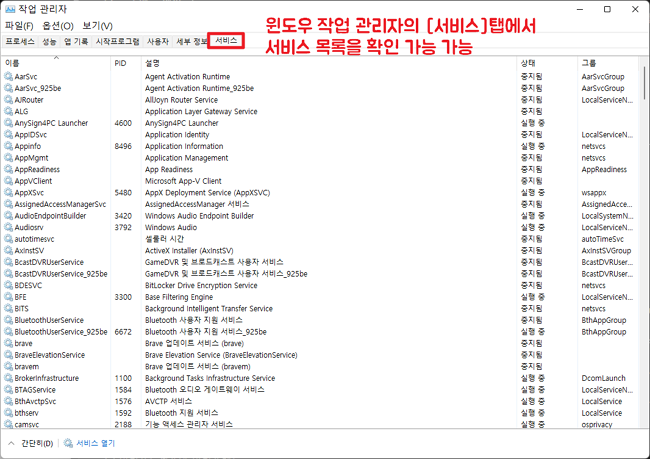 작업 관리자
파일(F) 옵션(O) 보기(V)
윈도우 작업 관리자의 [서비스]탭에서
서비스 목록을 확인 가능 가능
프로세스 성능 앱 기록 시작프로그램 사용자 세부 정보 서비스
이름 PID 설명 상태 그룹
AarSvc Agent Activation Runtime 중지됨 AarSvcGroup
AarSvc_925be Agent Activation Runtime_925be 중지됨 AarSvcGroup
AJRouter AllJoyn Router Service 중지됨 LocalServiceN...
ALG Application Layer Gateway Service 중지됨
AnySign4PC Launcher 4600 AnySign4PC Launcher 실행 중
AppIDSvc Application Identity 중지됨 LocalServiceN...
Appinfo 8496 Application Information 실행 중 netsvcs
AppMgmt Application Management 중지됨 netsvcs
AppReadiness App Readiness 중지됨 AppReadiness
AppVClient Microsoft App-V Client 중지됨
AppXSvc 5480 AppX Deployment Service (AppXSVC) 실행 중 wsappx
AssignedAccessManagerSvc AssignedAccessManager 서비스 중지됨 AssignedAcce...
AudioEndpointBuilder 3420 Windows Audio Endpoint Builder 실행 중 LocalSystemN...
Audiosrv 3792 Windows Audio 실행 중 LocalServiceN...
autotimesvc 셀룰러 시간 중지됨 autoTimeSvc
AxInstSV ActiveX Installer (AxInstSV) 중지됨 AxInstSVGroup
BcastDVRUserService GameDVR 및 브로드캐스트 사용자 서비스 중지됨 BcastDVRUser...
BcastDVRUserService_925be GameDVR 및 브로드캐스트 사용자 서비스_925be 중지됨 BcastDVRUser...
BDESVC BitLocker Drive Encryption Service 중지됨 netsvcs
BFE 3300 Base Filtering Engine 실행 중 LocalServiceN...
BITS Background Intelligent Transfer Service 중지됨 netsvcs
BluetoothUserService Bluetooth 사용자 지원 서비스 중지됨 BthAppGroup
BluetoothUserService_925be 6672 Bluetooth 사용자 지원 서비스_925be 실행 중 BthAppGroup
brave Brave 업데이트 서비스 (brave) 중지됨
BraveElevationService Brave Elevation Service (BraveElevationService) 중지됨
bravem Brave 업데이트 서비스 (bravem) 중지됨
BrokerInfrastructure 1100 Background Tasks Infrastructure Service 실행 중 DcomLaunch
BTAGService 1584 Bluetooth 오디오 게이트웨이 서비스 실행 중 LocalServiceN...
BthAvctpSvc 1576 AVCTP 서비스 실행 중 LocalService
bthserv 1592 Bluetooth 지원 서비스 실행 중 LocalService
camsvc 2188 기능 액세스 관리자 서비스 실행 중 osprivacy
간단히(D) 서비스 열기